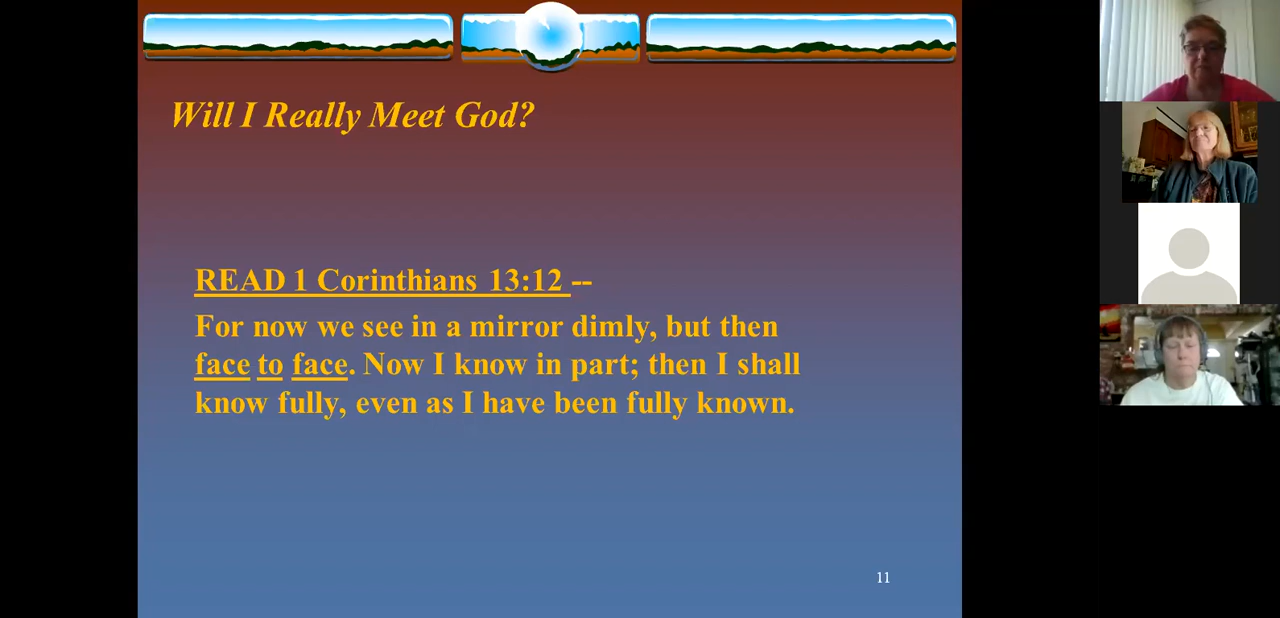 Will I Really Meet God?
READ 1 Corinthians 13:12 --
For now we see in a mirror dimly, but then
face to face. Now I know in part; then I shall
know fully, even as I have been fully known.
11